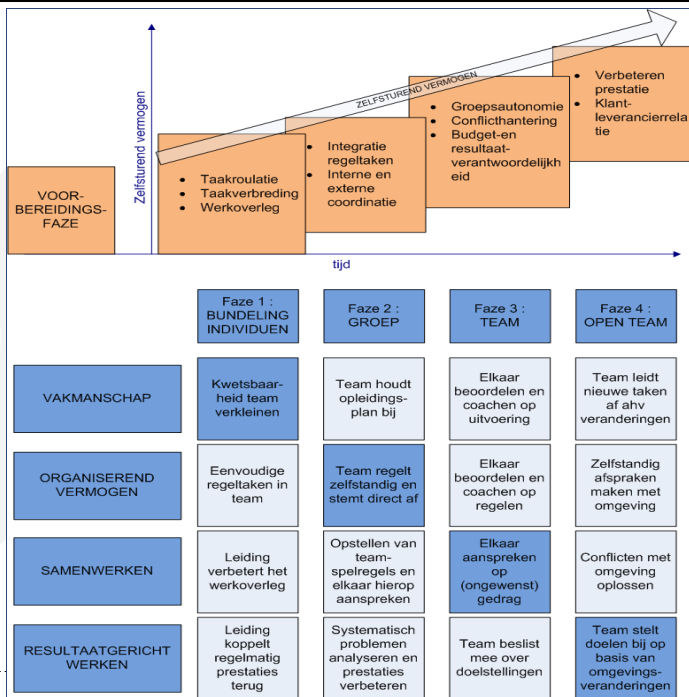 Zelfsturend vermogen
ZELFSTUREND VERMOGEN
VOOR-
BEREIDINGS-
FAZE
• Taakroulatie
• Taakverbreding
• Werkoverleg
• Integratie
regeltaken
• Interne en
externe
coordinatie
• Groepsautonomie
• Conflicthantering
• Budget-en
resultaat-
verantwoordelijkh
eid
• Verbeteren
prestatie
• Klant-
leverancierrela
tie
tijd
Faze 1 :
BUNDELING
INDIVIDUEN
Faze 2 :
GROEP
Faze 3 :
TEAM
Faze 4 :
OPEN TEAM
VAKMANSCHAP
Kwetsbaar-
heid team
verkleinen
Team houdt
opleidings-
plan bij
Elkaar
beoordelen en
coachen op
uitvoering
Team leidt
nieuwe taken
af ahv
veranderingen
ORGANISEREND
VERMOGEN
Eenvoudige
regeltaken in
team
Team regelt
zelfstandig en
stemt direct af
Elkaar
beoordelen en
coachen op
regelen
Zelfstandig
afspraken
maken met
omgeving
SAMENWERKEN
Leiding
verbetert het
werkoverleg
Opstellen van
team-
spelregels en
elkaar hierop
aanspreken
Elkaar
aanspreken
op
(ongewenst)
gedrag
Conflicten met
omgeving
oplossen
RESULTAATGERICHT
WERKEN
Leiding
koppelt
regelmatig
prestaties
terug
Systematisch
problemen
analyseren en
prestaties
verbeteren
Team beslist
mee over
doelstellingen
Team stelt
doelen bij op
basis van
omgevings-
veranderingen